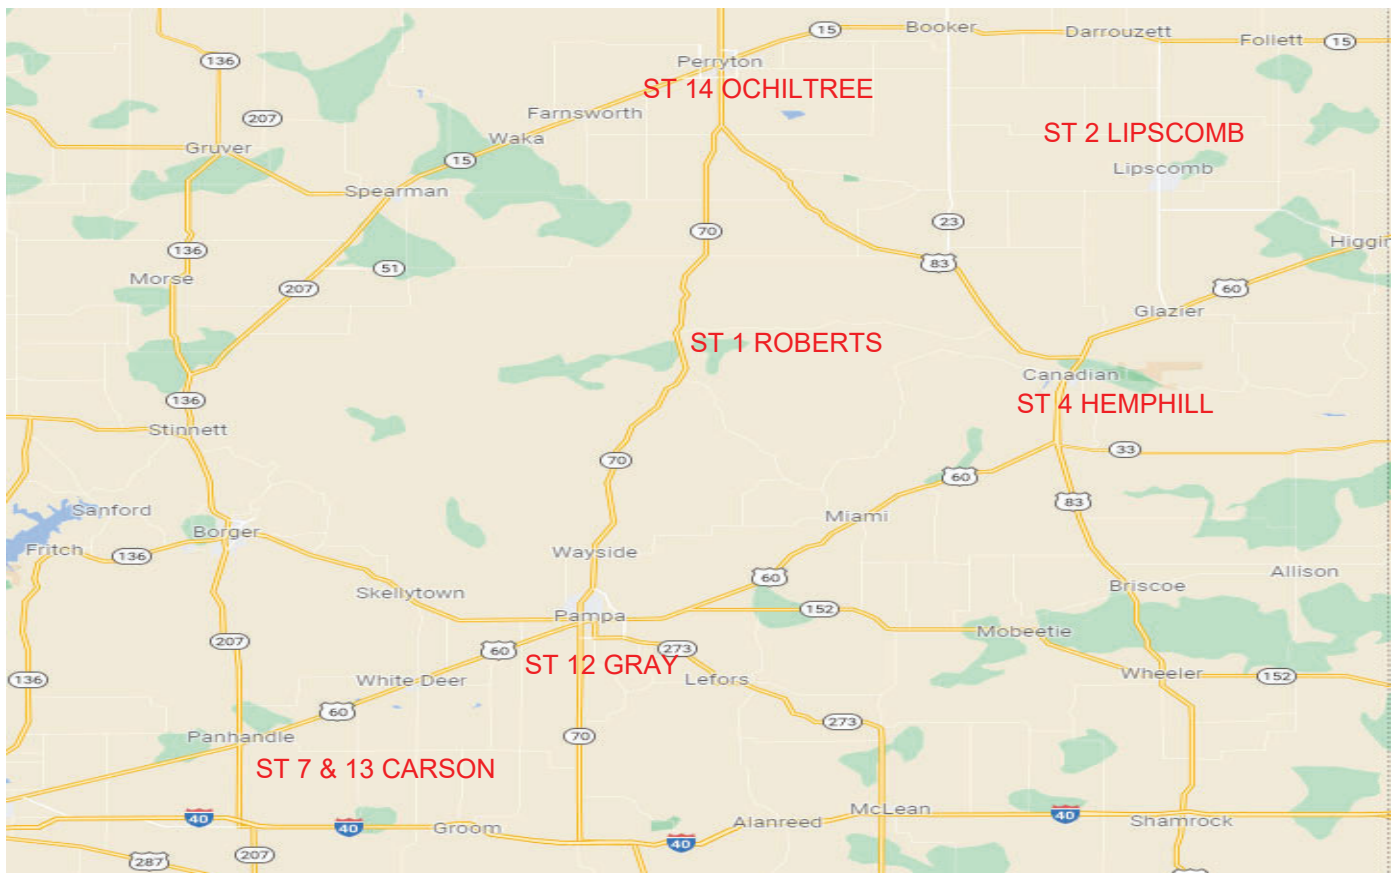 15
Booker
Darrouzett
Follett
15
136
Perryton
ST 14 OCHILTREE
207
Farnsworth
Waka
ST 2 LIPSCOMB
Gruver
15
Lipscomb
Spearman
23
70
136
Higgin
51
83
Morse
207
60
Glazier
ST 1 ROBERTS
Canadian
136
ST 4 HEMPHILL
Stinnett
33
70
60
83
Sanford
Miami
Borger
Fritch
136
Wayside
60
Allison
Briscoe
Skellytown
152
Pampa
Mobeetie
207
60
273
ST 12 GRAY
136
White Deer
Lefors
Wheeler
152
60
273
Panhandle
70
ST 7 & 13 CARSON
McLean
40
40
Groom
Alanreed
40
Shamrock
40
207
287
83